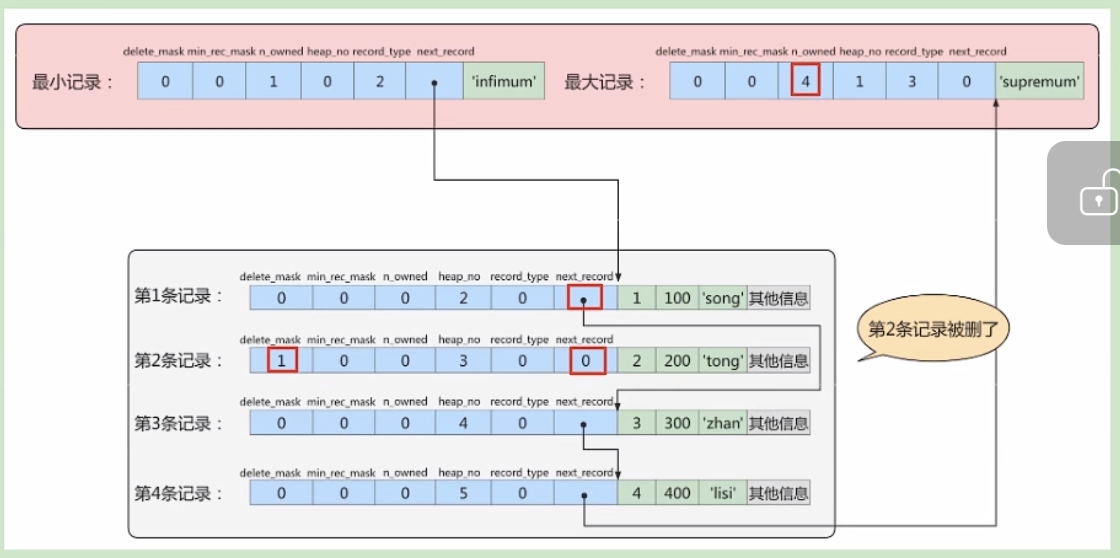 delete_mask min_rec_mask n_owned heap_no record_type next_record
最小记录： 0 0 1 0 2 'infimum'
delete_mask min_rec_mask n_owned heap_no record_type next_record
最大记录： 0 0 4 1 3 0 'supremum'
delete_mask min_rec_mask n_owned heap_no record_type next_record
第1条记录： 0 0 0 2 0 1 100 'song' 其他信息
delete_mask min_rec_mask n_owned heap_no record_type next_record
第2条记录： 1 0 0 3 0 0 2 200 'tong' 其他信息
第2条记录被删了
delete_mask min_rec_mask n_owned heap_no record_type next_record
第3条记录： 0 0 0 4 0 3 300 'zhan' 其他信息
delete_mask min_rec_mask n_owned heap_no record_type next_record
第4条记录： 0 0 0 5 0 4 400 'lisi' 其他信息